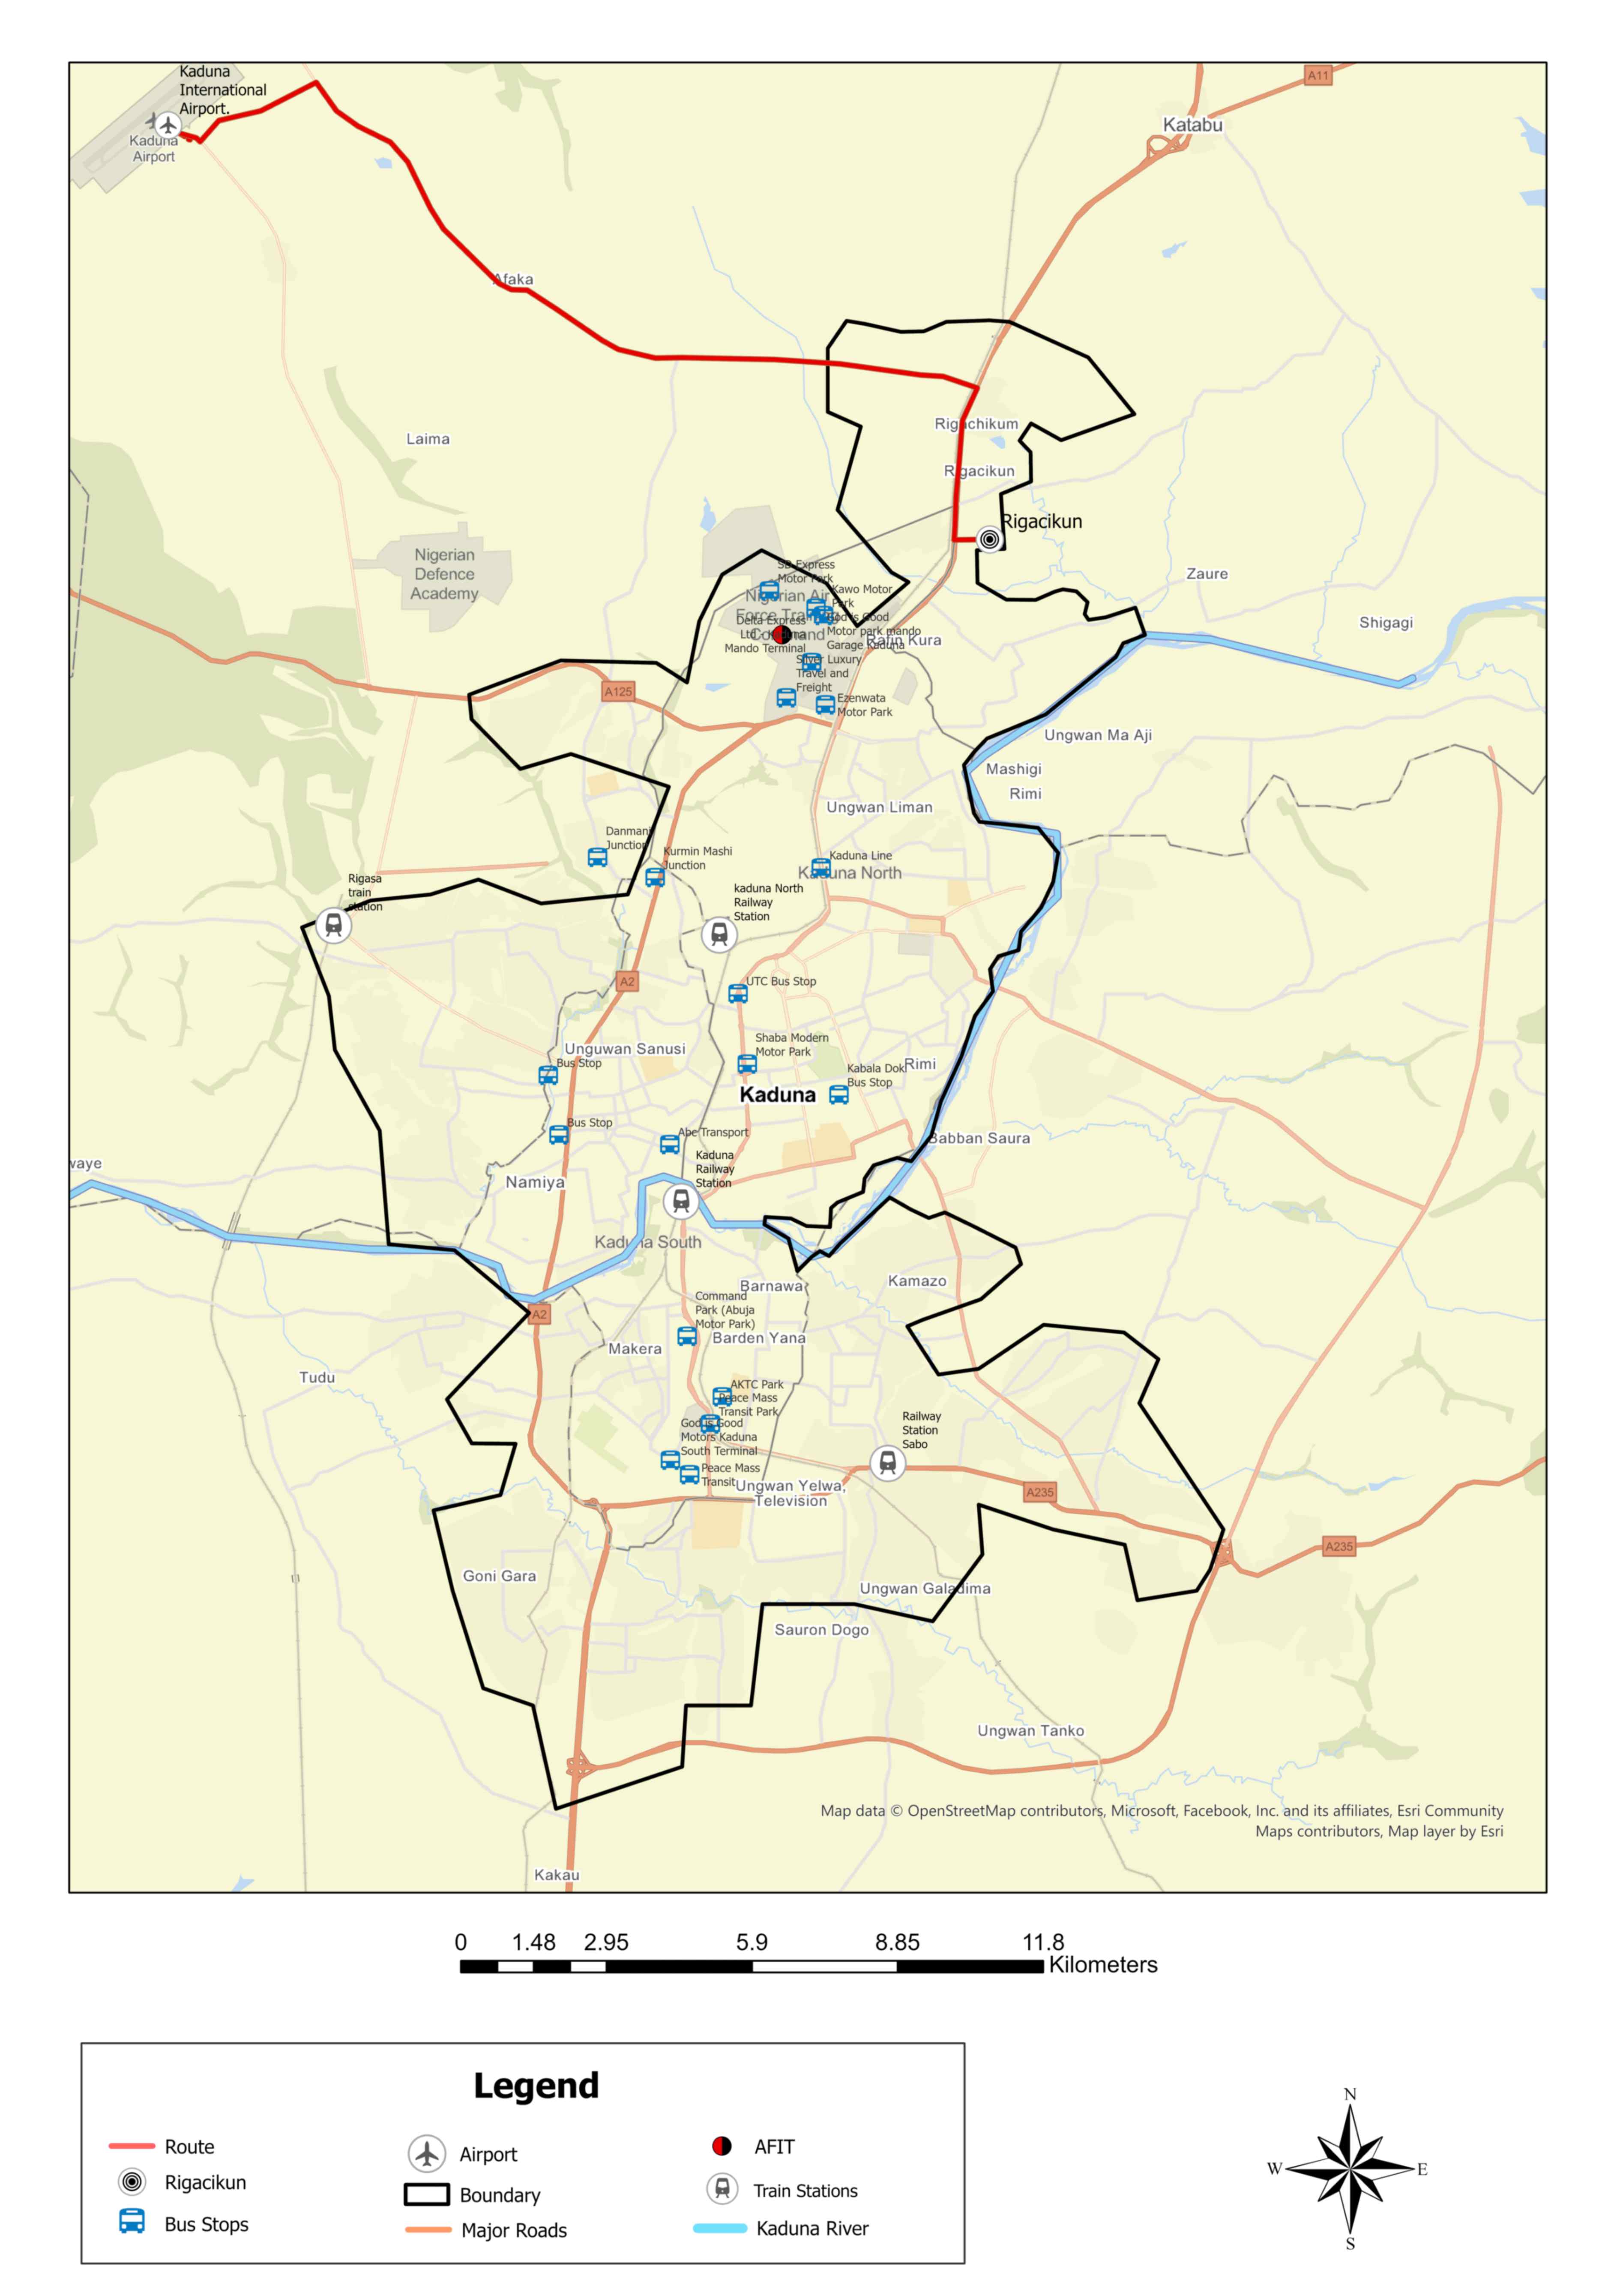 Kaduna
International
Airport.
Kaduna
Airport
A11
Katabu
Afaka
Laima
Rigachikum
Rigacikun
Rigacikun
Nigerian
Defence
Academy
Zaure
SB Express
Motor Park
Kawo Motor
Park
Nigerian Air
Force Training
Command
God is Good
Motor park mando
Garage Kaduna
Delta Express
Ltd - Kaduna
Mando Terminal
Rafin Kura
Shigagi
Silver Luxury
Travel and
Freight
Ezenwata
Motor Park
A125
Ungwan Ma Aji
Mashigi
Rimi
Ungwan Liman
Danmani
Junction
Kurmin Mashi
Junction
Kaduna Line
Kaduna North
Rigasa
train
station
kaduna North
Railway
Station
A2
UTC Bus Stop
Unguwan Sanusi
Bus Stop
Shaba Modern
Motor Park
Kabala Dok
Bus Stop
Rimi
Kaduna
Bus Stop
Abe Transport
Babban Saura
Kaduna
Railway
Station
waye
Namiya
Kaduna South
Barnawa
Kamazo
Command
Park (Abuja
Motor Park)
A2
Makera
Barden Yana
Tudu
AKTC Park
Peace Mass
Transit Park
God is Good
Motors Kaduna
South Terminal
Peace Mass
Transit
Railway
Station
Sabo
Ungwan Yelwa,
Television
A235
A235
Goni Gara
Ungwan Galadima
Sauron Dogo
Ungwan Tanko
Map data © OpenStreetMap contributors, Microsoft, Facebook, Inc. and its affiliates, Esri Community
Maps contributors, Map layer by Esri
Kakau
0 1.48 2.95 5.9 8.85 11.8
Kilometers
Legend
Route
Rigacikun
Bus Stops
Airport
Boundary
Major Roads
AFIT
Train Stations
Kaduna River
N
W
E
S